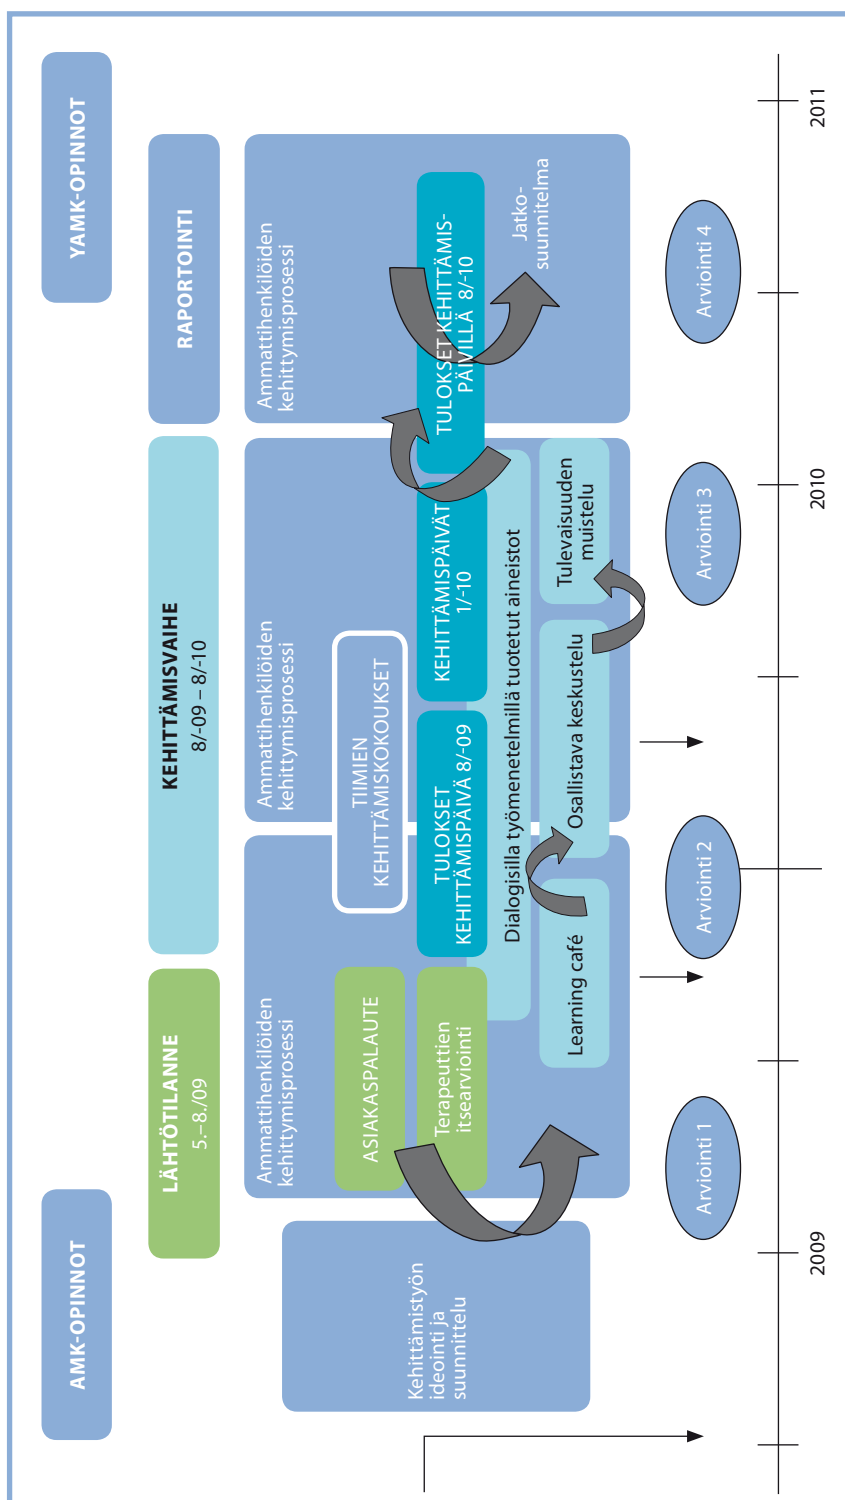 AMK-OPINNOT
YAMK-OPINNOT
LÄHTÖTILANNE
5.–8./09
KEHITTÄMISVAIHE
8/-09 – 8/-10
RAPORTOINTI
Kehittämistyön
ideointi ja
suunnittelu
Ammattihenkilöiden
kehittymisprosessi
ASIAKASPALAUTE
Terapeuttien
itsearviointi
Ammattihenkilöiden
kehittymisprosessi
TIIMIEN
KEHITTÄMISKOKOUKSET
TULOKSET
KEHITTÄMISPÄIVÄ 8/-09
KEHITTÄMISPÄIVÄT
1/-10
Dialogisilla työmenetelmillä tuotetut aineistot
Learning café
Osallistava keskustelu
Tulevaisuuden
muistelu
Ammattihenkilöiden
kehittymisprosessi
TULOKSET KEHITTÄMIS-
PÄIVILLÄ 8/-10
Jatko-
suunnitelma
Arviointi 1
Arviointi 2
Arviointi 3
Arviointi 4
2009
2010
2011